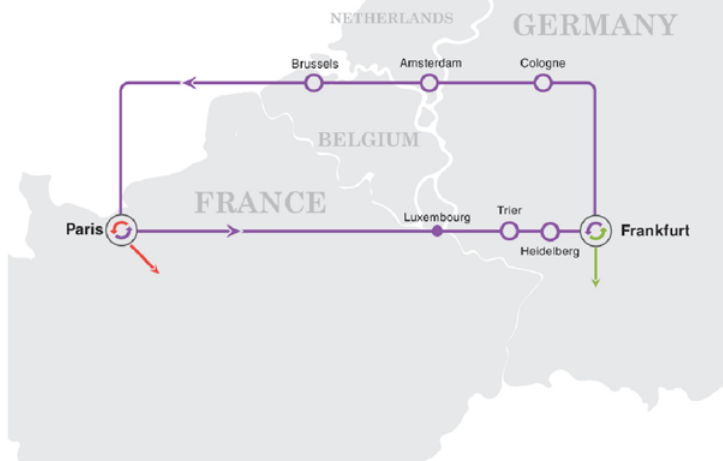 NETHERLANDS
GERMANY
Brussels
Amsterdam
Cologne
BELGIUM
FRANCE
Luxembourg
Trier
Paris
Frankfurt
Heidelberg